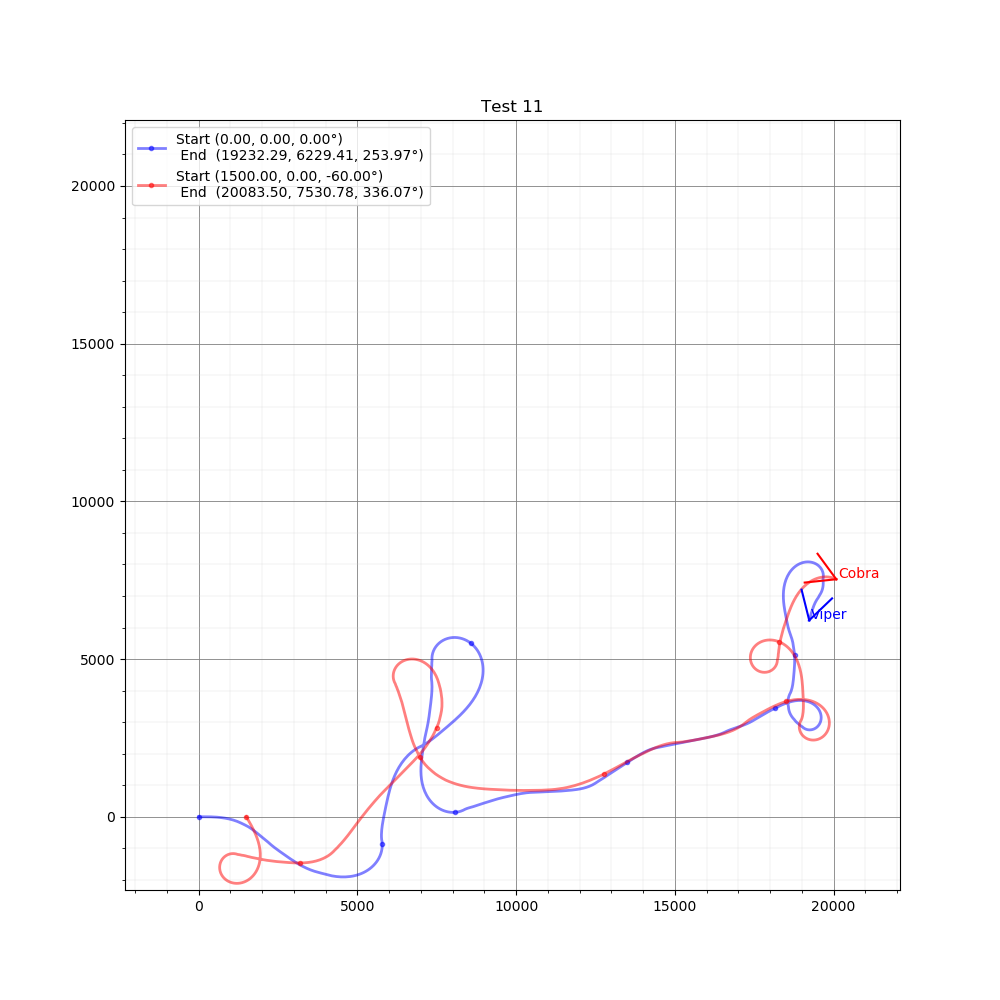 Test 11
Start (0.00, 0.00, 0.00°)
End  (19232.29, 6229.41, 253.97°)
Start (1500.00, 0.00, -60.00°)
End  (20083.50, 7530.78, 336.07°)
20000
15000
10000
5000
0
Cobra
Viper
0
5000
10000
15000
20000